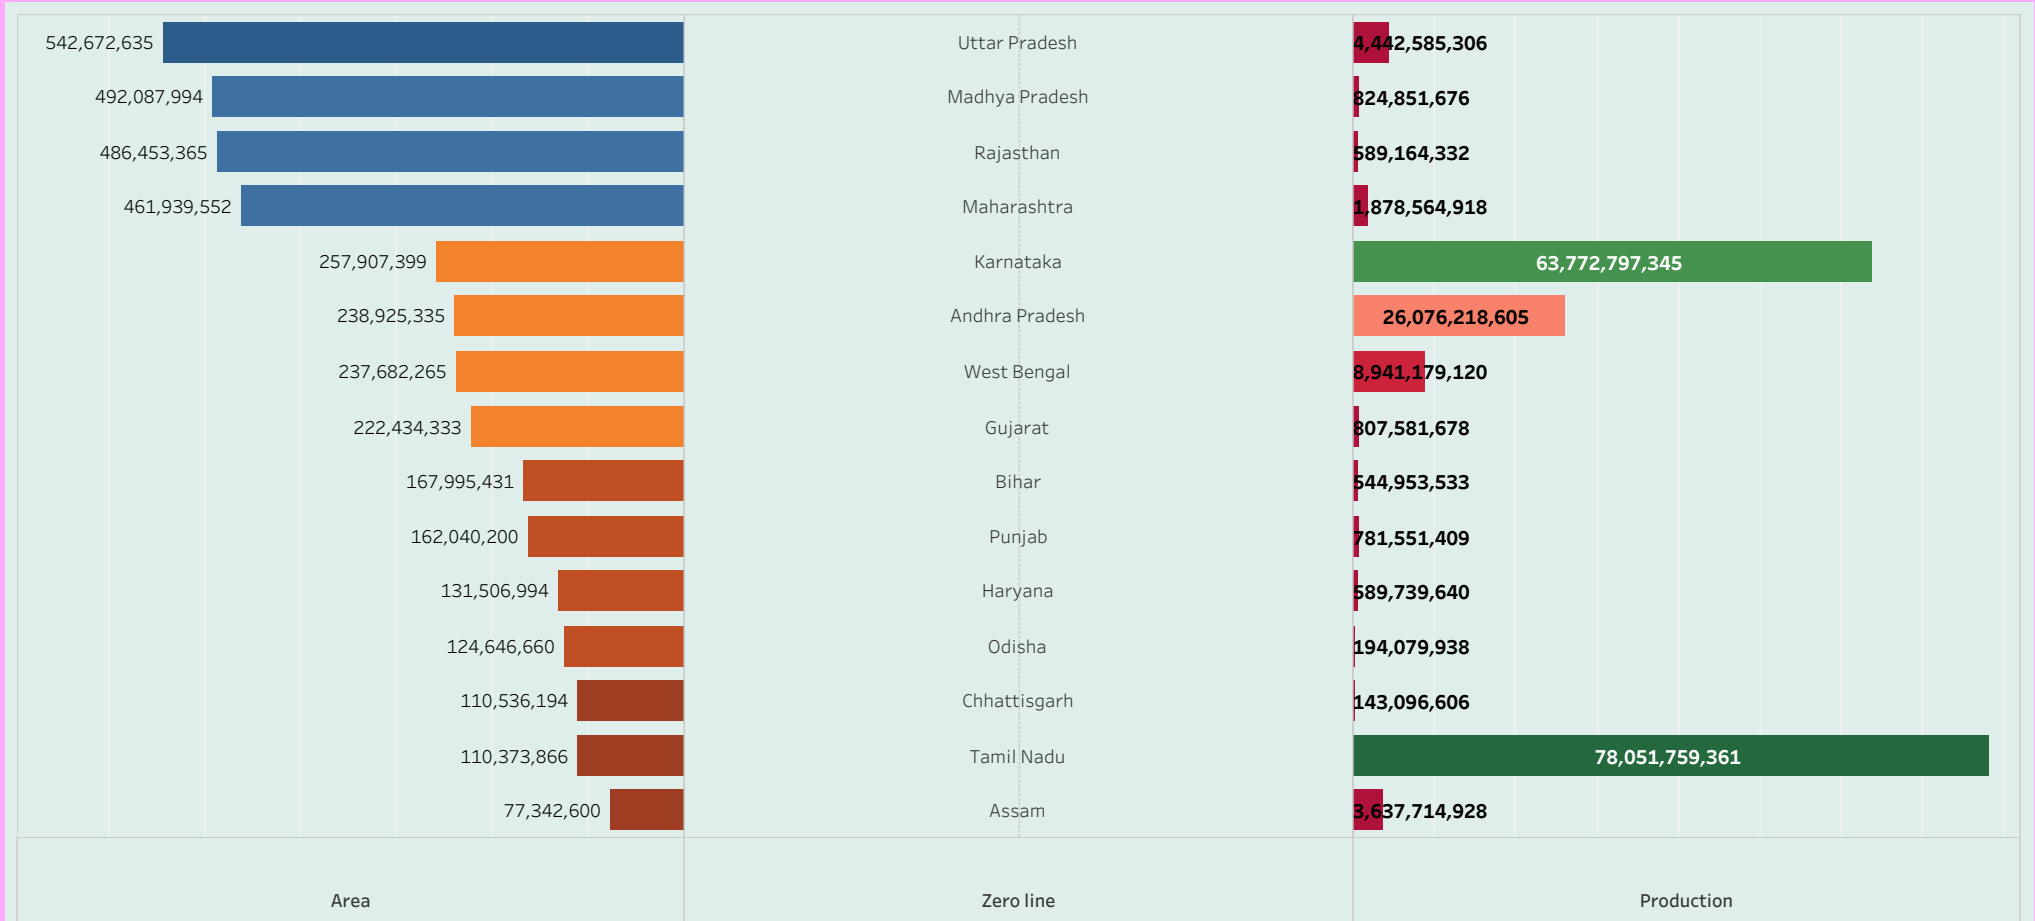 542,672,635 Uttar Pradesh 4,442,585,306
492,087,994 Madhya Pradesh 824,851,676
486,453,365 Rajasthan 589,164,332
461,939,552 Maharashtra 1,878,564,918
257,907,399 Karnataka 63,772,797,345
238,925,335 Andhra Pradesh 26,076,218,605
237,682,265 West Bengal 8,941,179,120
222,434,333 Gujarat 807,581,678
167,995,431 Bihar 544,953,533
162,040,200 Punjab 781,551,409
131,506,994 Haryana 589,739,640
124,646,660 Odisha 194,079,938
110,536,194 Chhattisgarh 143,096,606
110,373,866 Tamil Nadu 78,051,759,361
77,342,600 Assam 3,637,714,928
Area Zero line Production